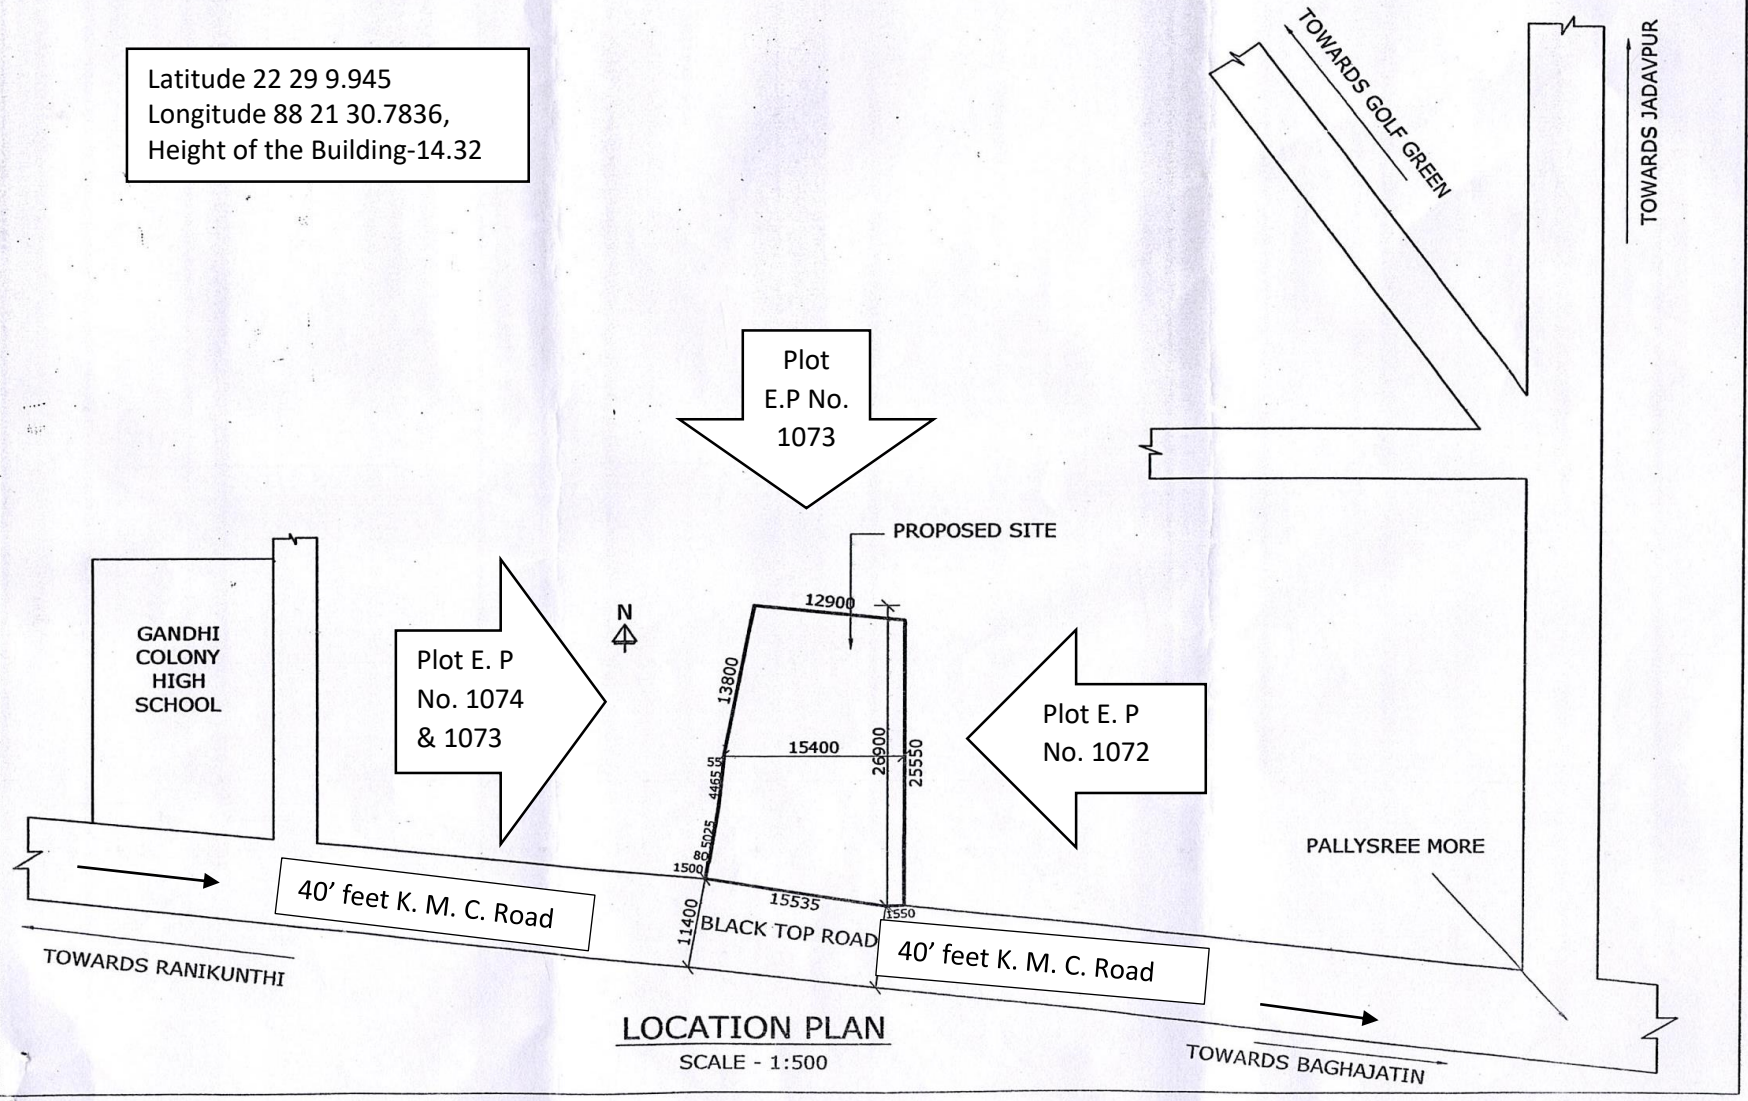 Latitude 22 29 9.945
Longitude 88 21 30.7836,
Height of the Building-14.32
TOWARDS GOLF GREEN
TOWARDS JADAVPUR
Plot
E.P No.
1073
PROPOSED SITE
GANDHI
COLONY
HIGH
SCHOOL
Plot E. P
No. 1074
& 1073
N
12900
13800
15400
26900
25550
55
4465
5025
80
1500
15535
1550
11400
Plot E. P
No. 1072
PALLYSREE MORE
40’ feet K. M. C. Road
BLACK TOP ROAD
40’ feet K. M. C. Road
TOWARDS RANIKUNTHI
TOWARDS BAGHAJATIN
LOCATION PLAN
SCALE - 1:500